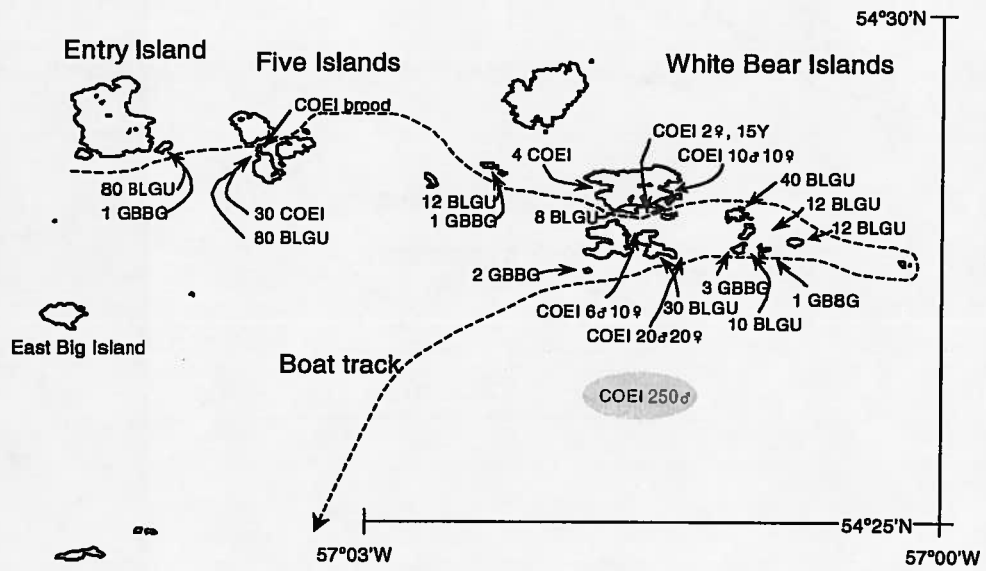 54°30'N
Entry Island
Five Islands
White Bear Islands
COEI brood
COEI 2♀, 15Y
4 COEI
COEI 10♂10♀
80 BLGU
1 GBBG
30 COEI
80 BLGU
12 BLGU
1 GBBG
8 BLGU
40 BLGU
12 BLGU
12 BLGU
2 GBBG
3 GBBG
1 GB8G
COEI 6♂10♀
30 BLGU
10 BLGU
COEI 20♂20♀
East Big Island
Boat track
COEI 250♂
54°25'N
57°03'W
57°00'W